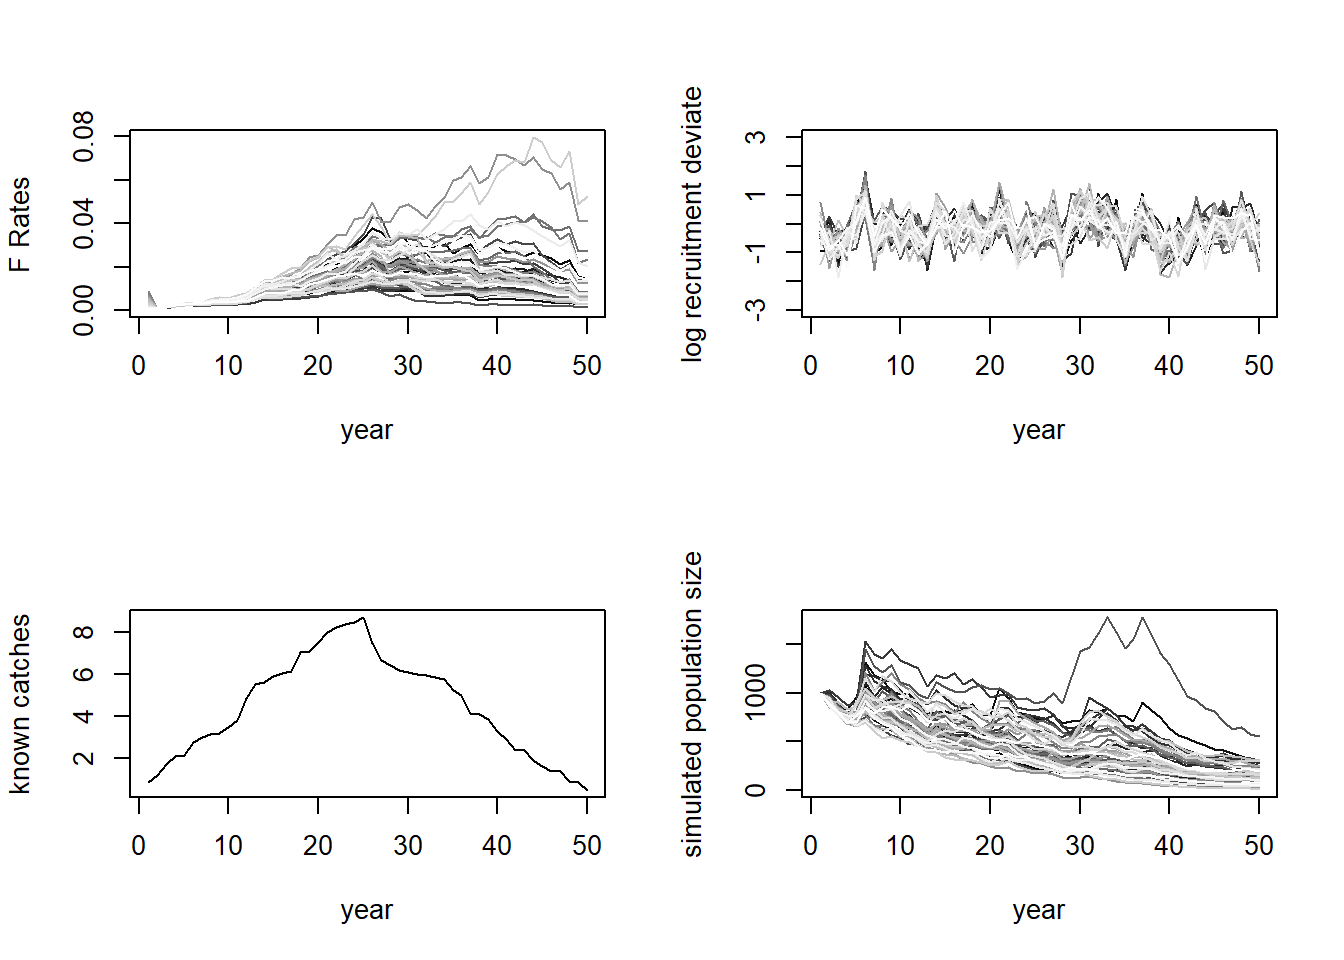 F Rates
0.08
0.04
0.00
0 10 20 30 40 50
year
log recruitment deviate
3
1
-1
-3
0 10 20 30 40 50
year
known catches
8
6
4
2
0 10 20 30 40 50
year
simulated population size
1000
0
0 10 20 30 40 50
year